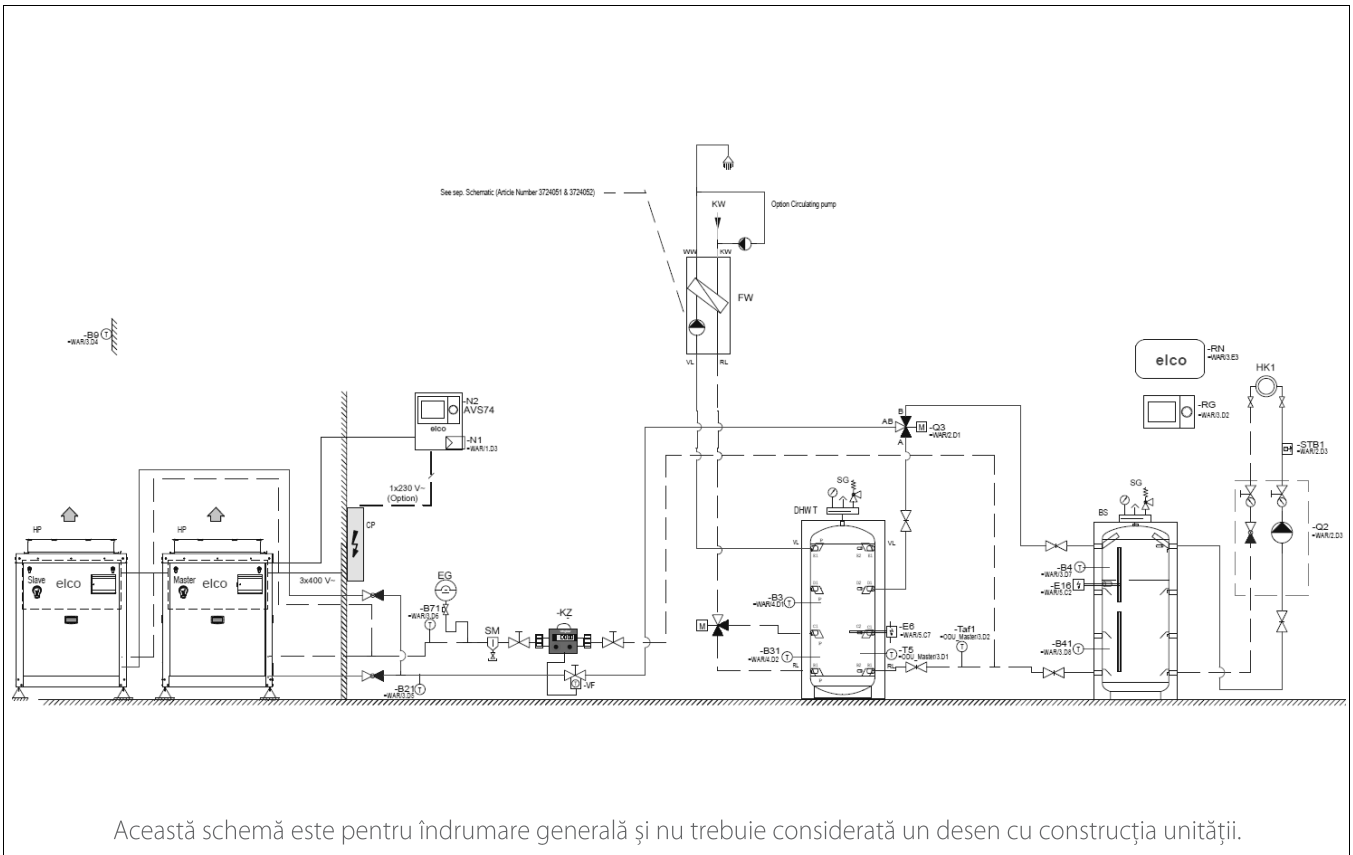 See sep. Schematic (Article Number 3724051 & 3724052)
KW
Option Circulating pump
WW
KW
FW
VL
RL
-B9
T
=WAR/3.D4
elco
-RN
=WAR/3.E3
HK1
-N2
AVS74
elco
-N1
=WAR/1.D3
-RG
=WAR/3.D2
B
AB
M
-Q3
=WAR/2.D1
A
-STB1
=WAR/2.D3
1x230 V~
(Option)
SG
DHW T
SG
BS
CP
HP
HP
-Q2
=WAR/2.D3
VL
VL
Slave
elco
Master
elco
3x400 V~
EG
-B4
T
=WAR/3.D7
-E16
=WAR/5.C2
-B3
T
=WAR/4.D1
-B71
=WAR/3.D6
T
SM
-KZ
M
-E6
=WAR/5.C7
-Taf1
=ODU_Master/3.D2
T
-B31
T
=WAR/4.D2
T
-T5
=ODU_Master/3.D1
-B41
T
=WAR/3.D8
RL
RL
-B21
T
=WAR/3.D5
-VF
Această schemă este pentru îndrumare generală și nu trebuie considerată un desen cu construcția unității.